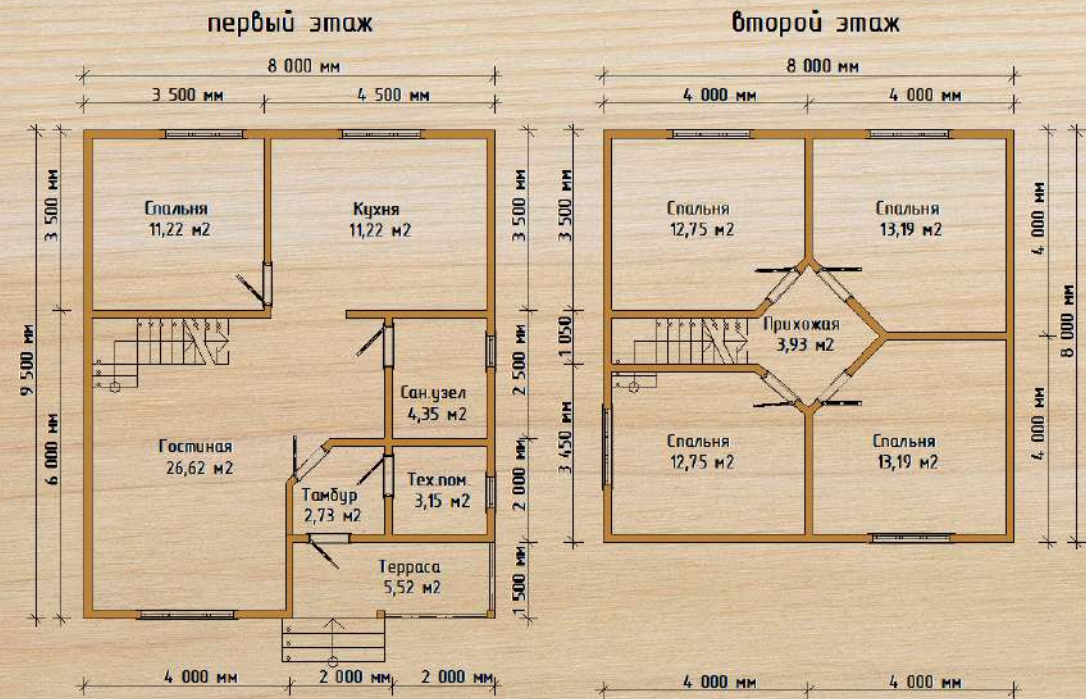 первый этаж
второй этаж
8 000 мм
8 000 мм
3 500 мм
4 500 мм
4 000 мм
4 000 мм
9 500 мм
3 500 мм
6 000 мм
Спальня
11,22 м2
Кухня
11,22 м2
Сан.узел
4,35 м2
Гостиная
26,62 м2
Тамбур
2,73 м2
Тех.пом.
3,15 м2
Терраса
5,52 м2
3 500 мм
2 500 мм
2 000 мм
1 500 мм
4 000 мм
2 000 мм
2 000 мм
3 500 мм
1 050
3 450 мм
Спальня
12,75 м2
Спальня
13,19 м2
Прихожая
3,93 м2
Спальня
12,75 м2
Спальня
13,19 м2
4 000 мм
4 000 мм
8 000 мм
4 000 мм
4 000 мм